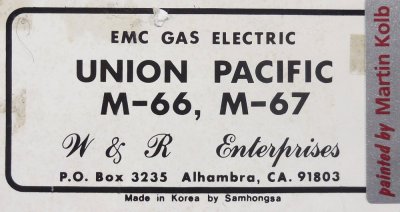 EMC GAS ELECTRIC
UNION PACIFIC
M-66, M-67
W & R Enterprises
P.O. Box 3235 Alhambra, CA. 91803
Made in Korea by Samhongsa
painted by Martin Kolb